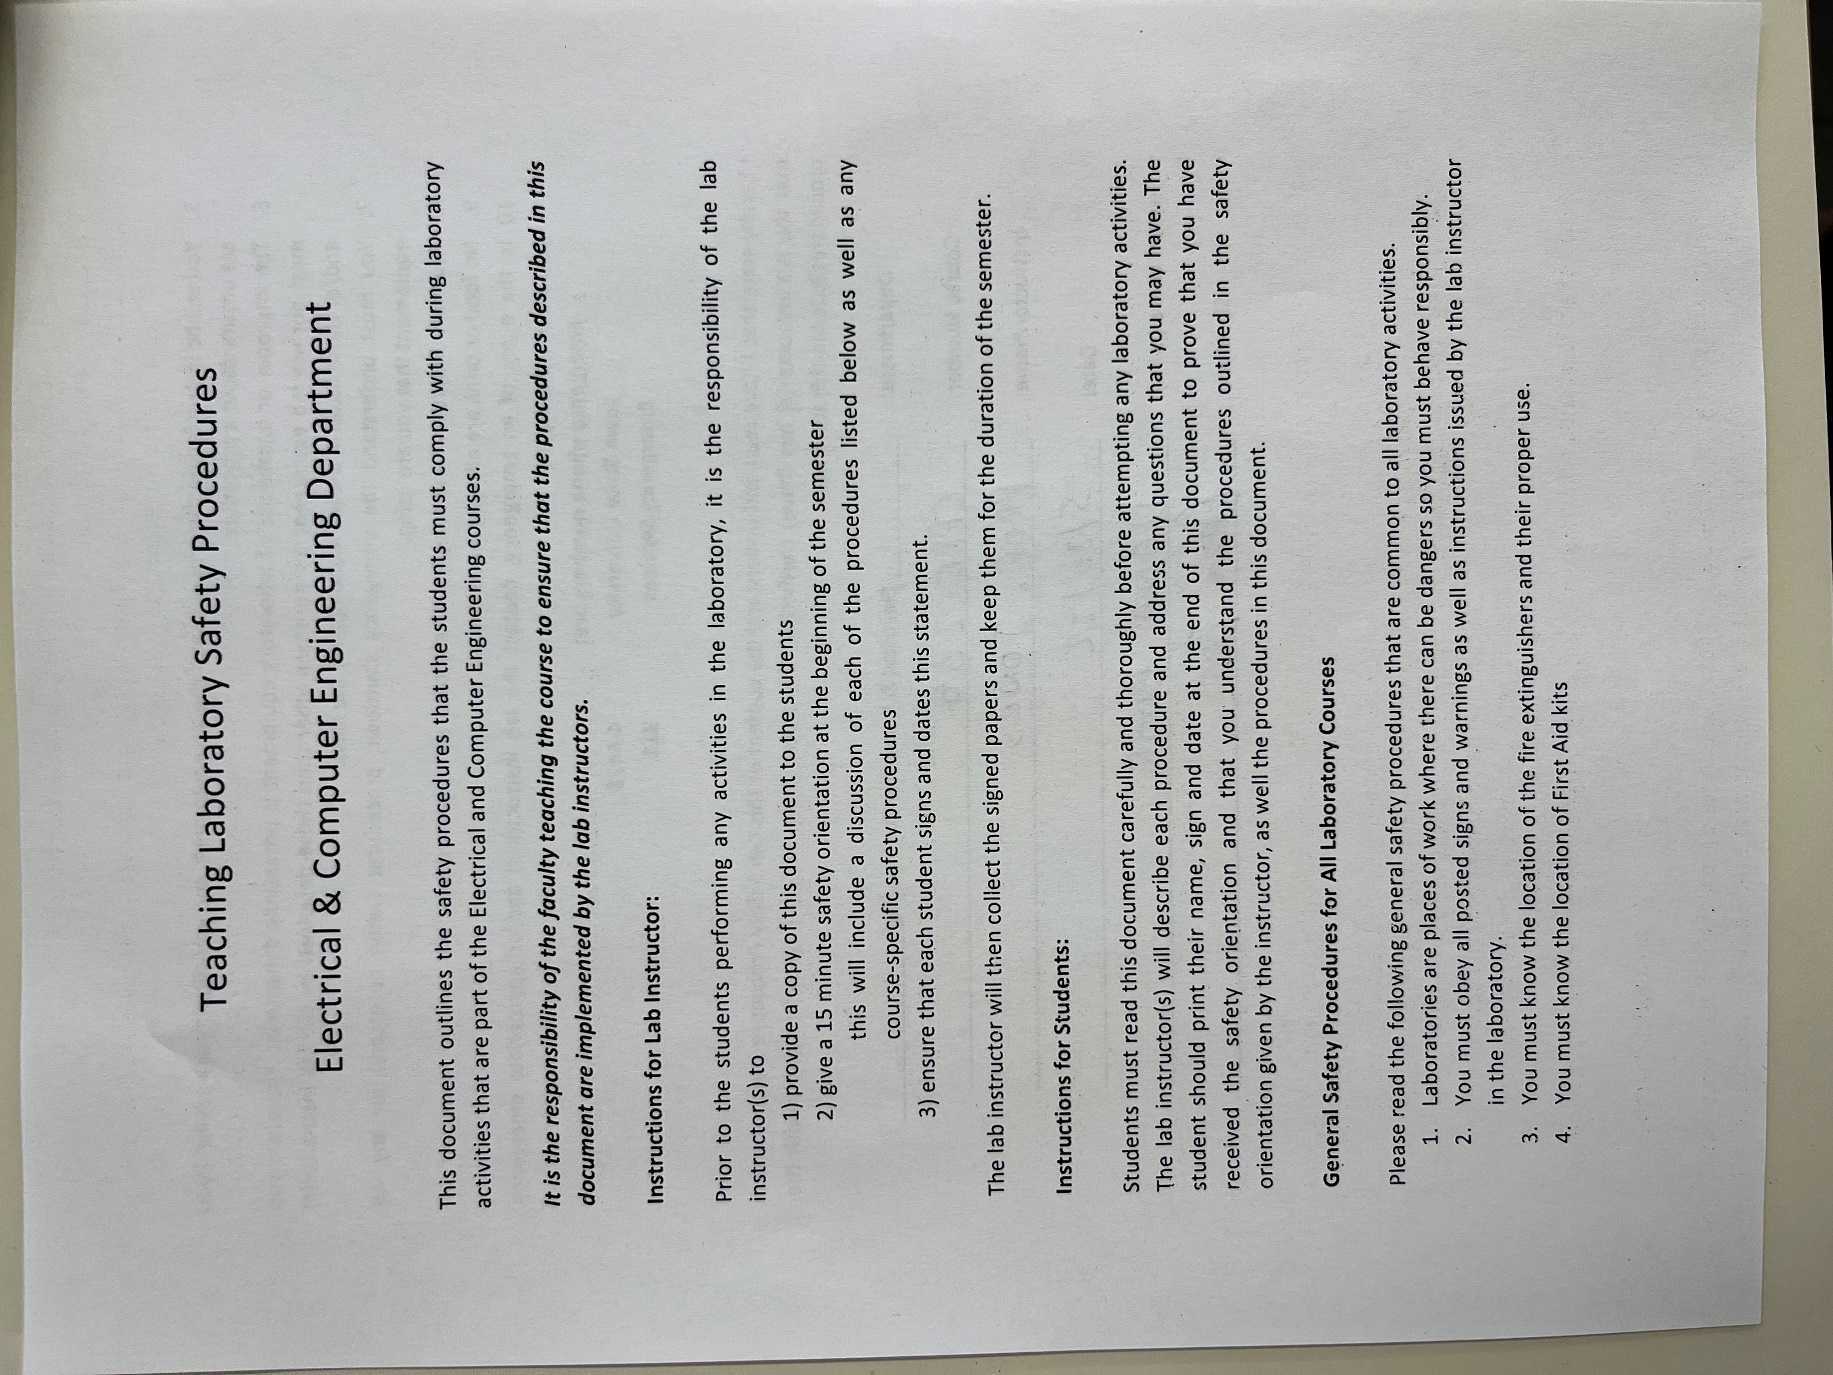 Teaching Laboratory Safety Procedures
Electrical & Computer Engineering Department
This document outlines the safety procedures that the students must comply with during laboratory
activities that are part of the Electrical and Computer Engineering courses.
It is the responsibility of the faculty teaching the course to ensure that the procedures described in this
document are implemented by the lab instructors.
Instructions for Lab Instructor:
Prior to the students performing any activities in the laboratory, it is the responsibility of the lab
instructor(s) to
1) provide a copy of this document to the students
2) give a 15 minute safety orientation at the beginning of the semester
this will include a discussion of each of the procedures listed below as well as any
course-specific safety procedures
3) ensure that each student signs and dates this statement.
The lab instructor will then collect the signed papers and keep them for the duration of the semester.
Instructions for Students:
Students must read this document carefully and thoroughly before attempting any laboratory activities.
The lab instructor(s) will describe each procedure and address any questions that you may have. The
student should print their name, sign and date at the end of this document to prove that you have
received the safety orientation and that you understand the procedures outlined in the safety
orientation given by the instructor, as well the procedures in this document.
General Safety Procedures for All Laboratory Courses
Please read the following general safety procedures that are common to all laboratory activities.
1. Laboratories are places of work where there can be dangers so you must behave responsibly.
2. You must obey all posted signs and warnings as well as instructions issued by the lab instructor
in the laboratory.
3. You must know the location of the fire extinguishers and their proper use.
4. You must know the location of First Aid kits